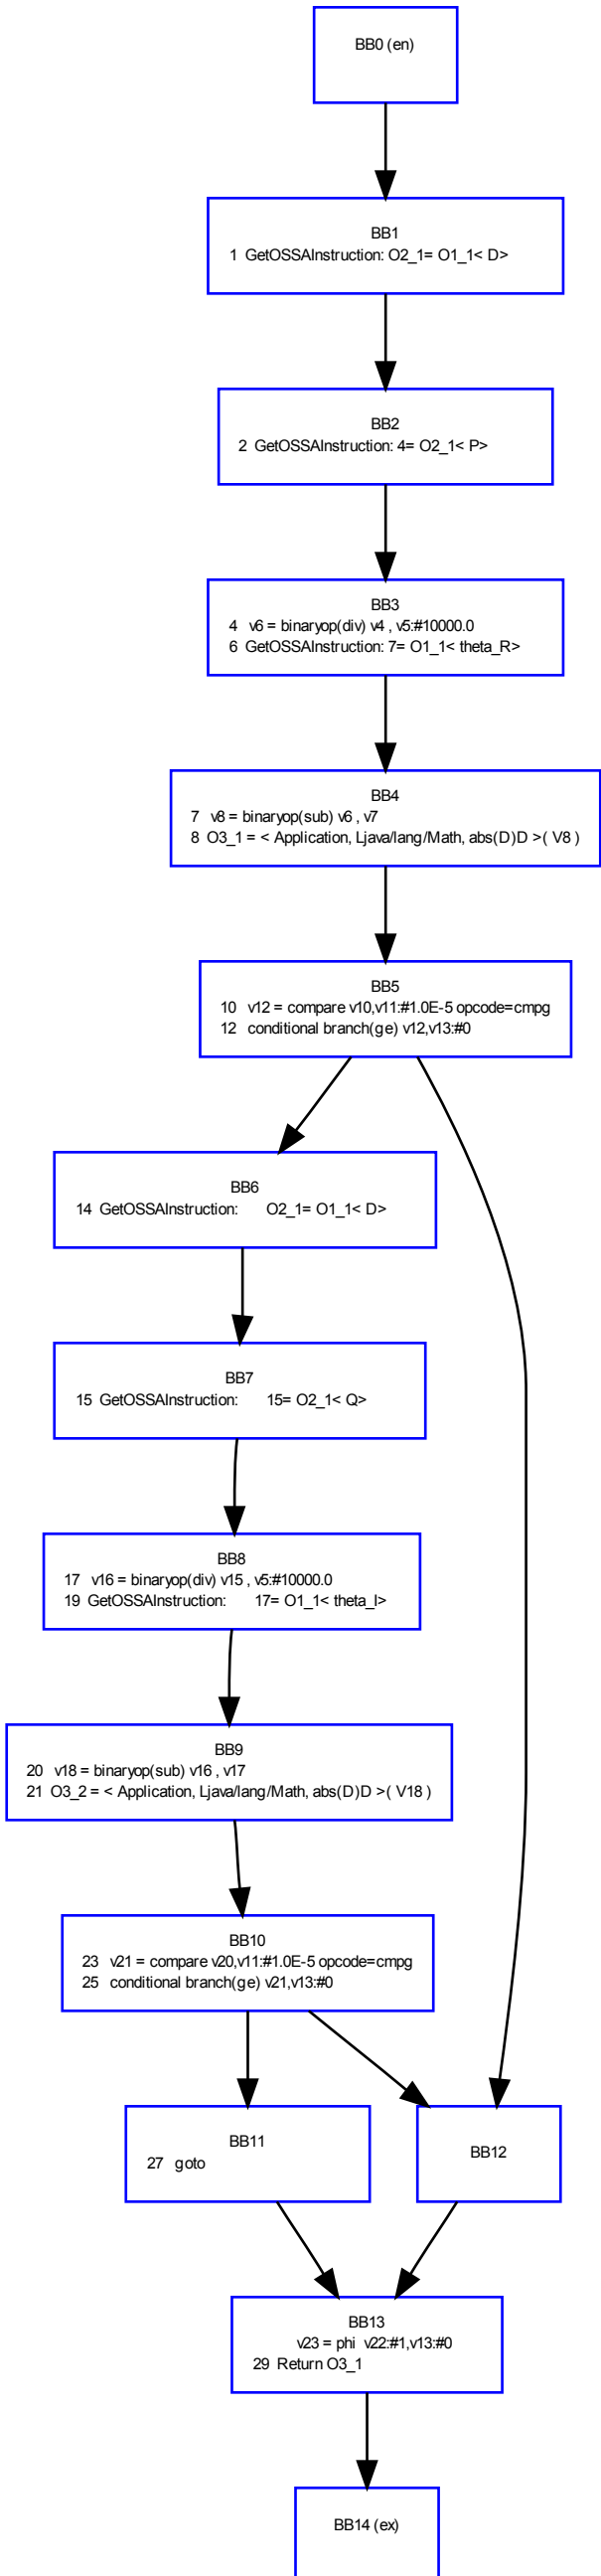 BB0 (en)
BB1
1 GetOSSAInstruction: O2_1= O1_1< D>
BB2
2 GetOSSAInstruction: 4= O2_1< P>
BB3
4 v6 = binaryop(div) v4 , v5:#10000.0
6 GetOSSAInstruction: 7= O1_1< theta_R>
BB4
7 v8 = binaryop(sub) v6 , v7
8 O3_1 = < Application, Ljava/lang/Math, abs(D)D >( V8 )
BB5
10 v12 = compare v10,v11:#1.0E-5 opcode=cmpg
12 conditional branch(ge) v12,v13:#0
BB6
14 GetOSSAInstruction: O2_1= O1_1< D>
BB7
15 GetOSSAInstruction: 15= O2_1< Q>
BB8
17 v16 = binaryop(div) v15 , v5:#10000.0
19 GetOSSAInstruction: 17= O1_1< theta_I>
BB9
20 v18 = binaryop(sub) v16 , v17
21 O3_2 = < Application, Ljava/lang/Math, abs(D)D >( V18 )
BB10
23 v21 = compare v20,v11:#1.0E-5 opcode=cmpg
25 conditional branch(ge) v21,v13:#0
BB11
27 goto
BB12
BB13
v23 = phi v22:#1,v13:#0
29 Return O3_1
BB14 (ex)